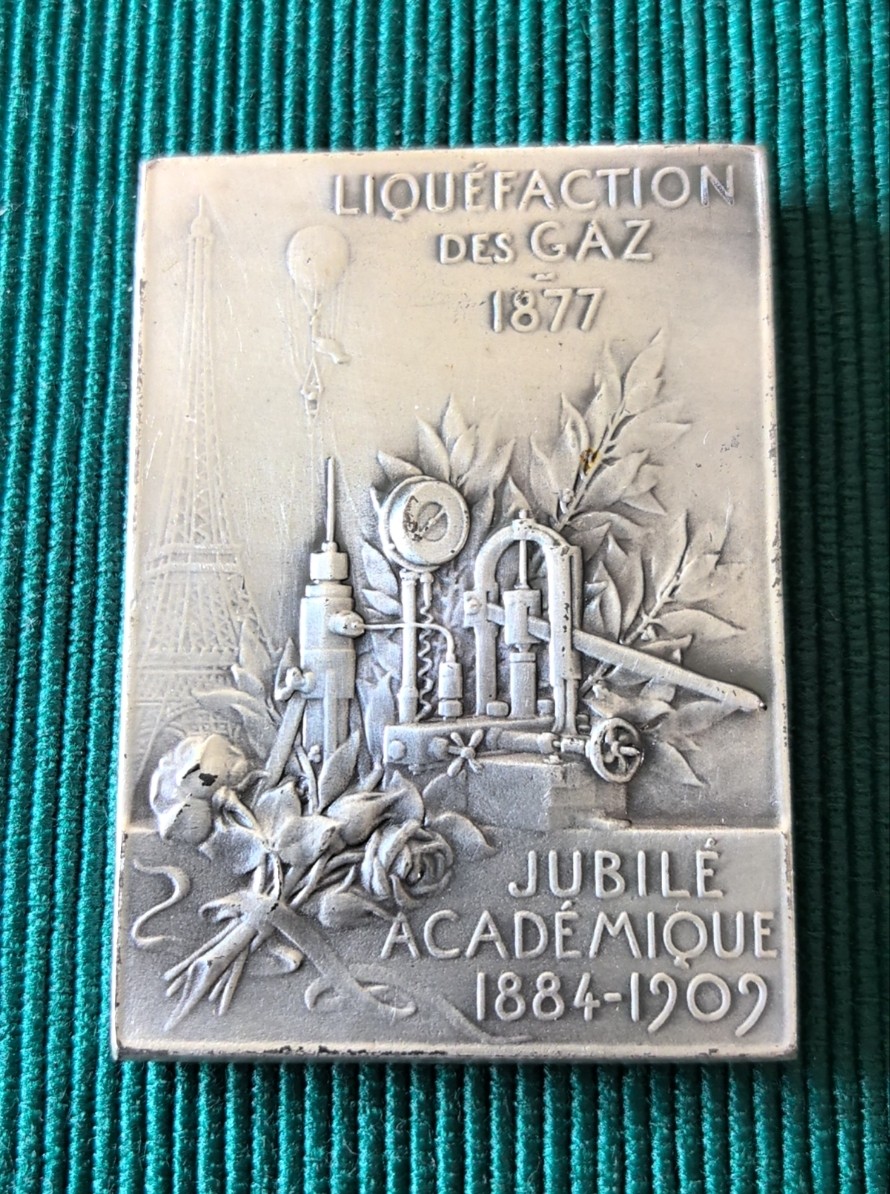 LIQUÉFACTION
DES GAZ
-
1877
JUBILÉ
ACADÉMIQUE
1884-1909